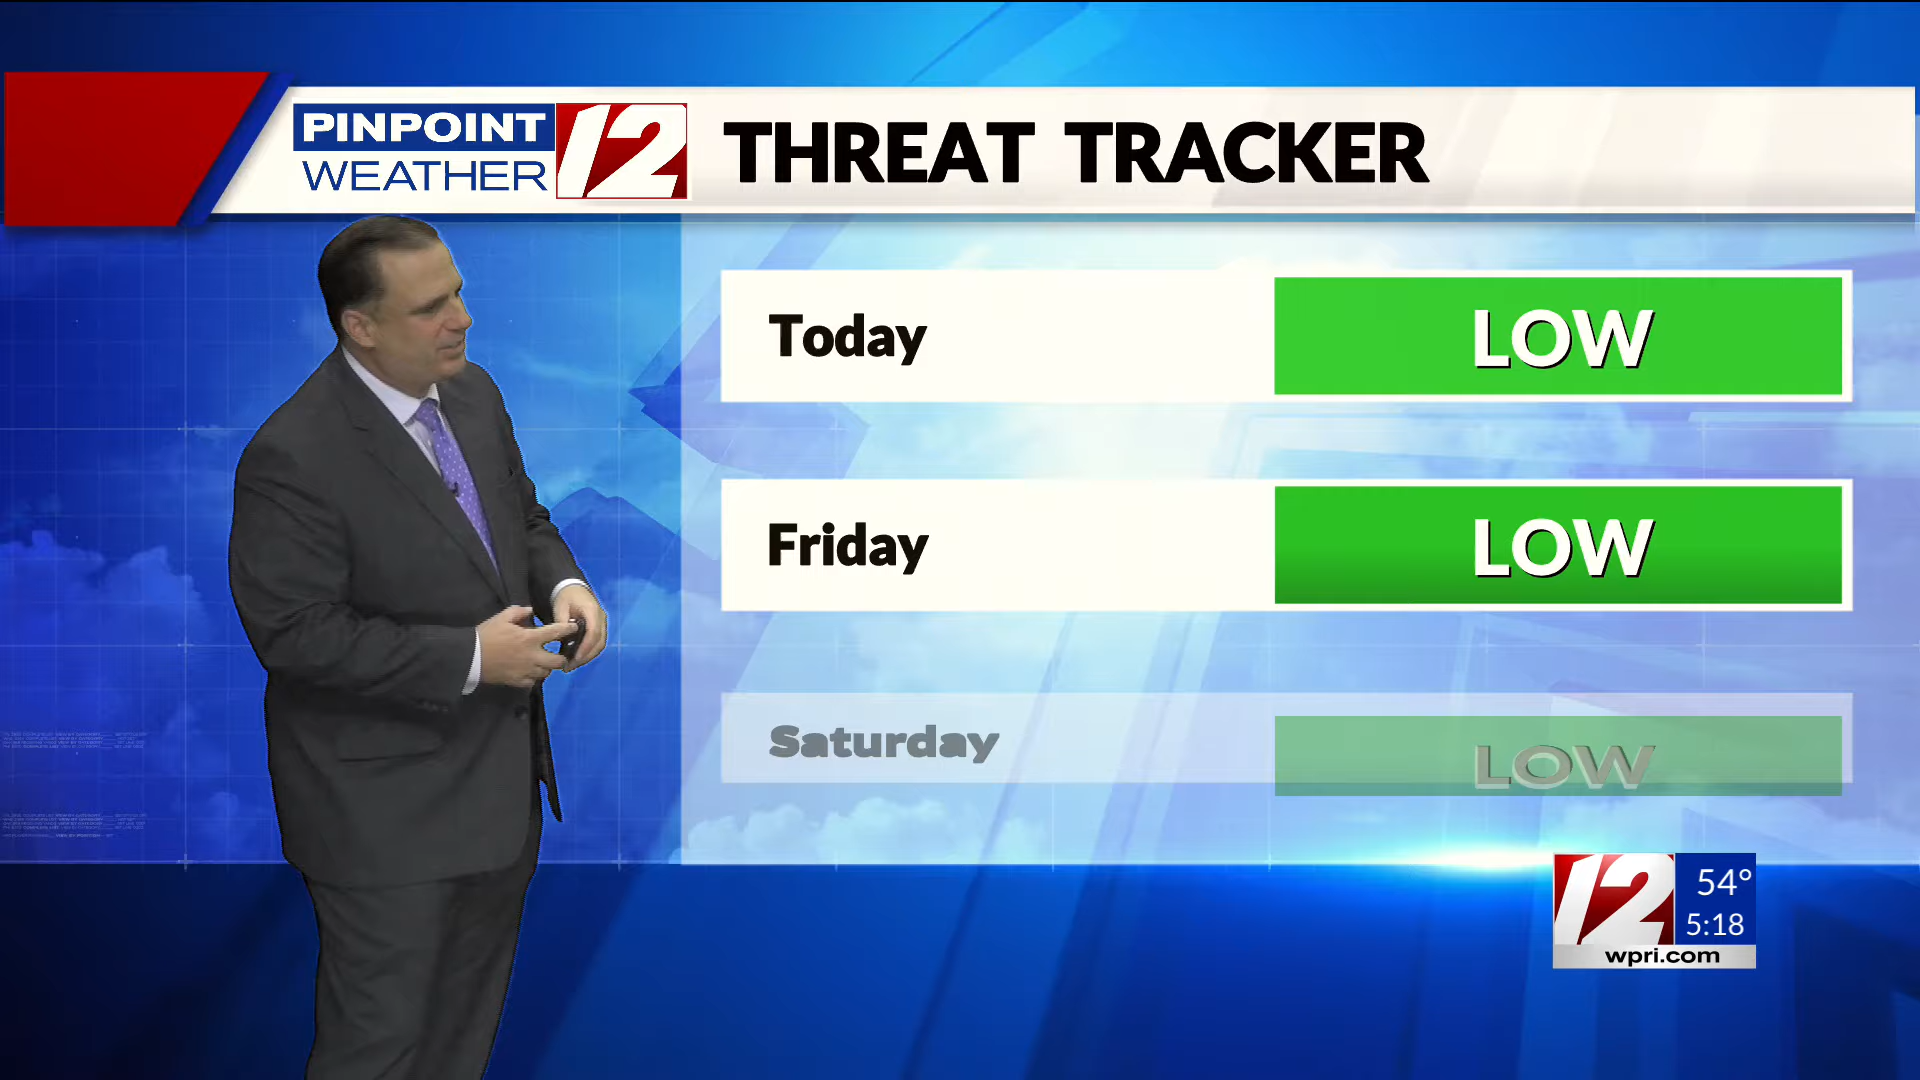 PINPOINT
WEATHER
12
THREAT TRACKER
Today
LOW
Friday
LOW
Saturday
LOW
12
54°
5:18
wpri.com